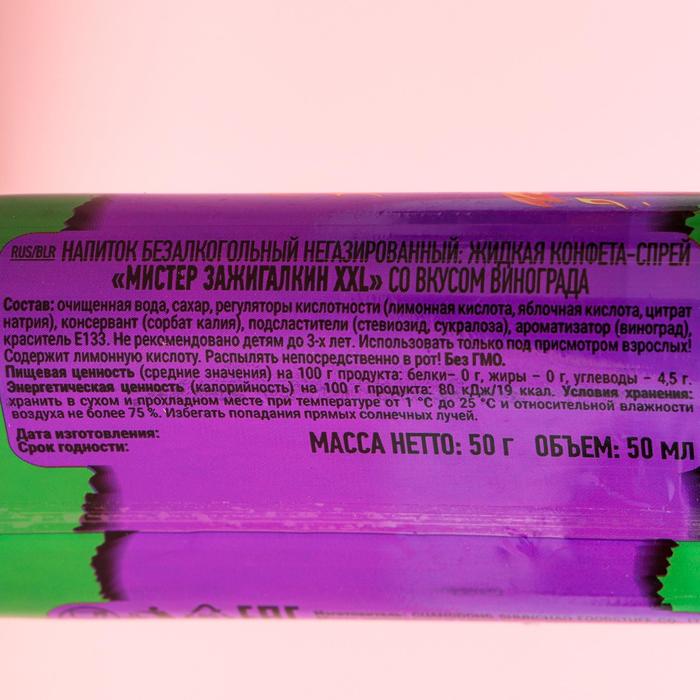 RUS/BLR НАПИТОК БЕЗАЛКОГОЛЬНЫЙ НЕГАЗИРОВАННЫЙ: ЖИДКАЯ КОНФЕТА-СПРЕЙ
«МИСТЕР ЗАЖИГАЛКИН XXL» СО ВКУСОМ ВИНОГРАДА
Состав: очищенная вода, сахар, регуляторы кислотности (лимонная кислота, яблочная кислота, цитрат
натрия), консервант (сорбат калия), подсластители (стевиозид, сукралоза), ароматизатор (виноград),
краситель Е133. Не рекомендовано детям до 3-х лет. Использовать только под присмотром взрослых!
Содержит лимонную кислоту. Распылять непосредственно в рот! Без ГМО.
Пищевая ценность (средние значения) на 100 г продукта: белки– 0 г, жиры – 0 г, углеводы – 4,5 г.
Энергетическая ценность (калорийность) на 100 г продукта: 80 кДж/19 ккал. Условия хранения:
хранить в сухом и прохладном месте при температуре от 1 °С до 25 °С и относительной влажности
воздуха не более 75 %. Избегать попадания прямых солнечных лучей.
Дата изготовления:
Срок годности:
МАССА НЕТТО: 50 г ОБЪЕМ: 50 МЛ